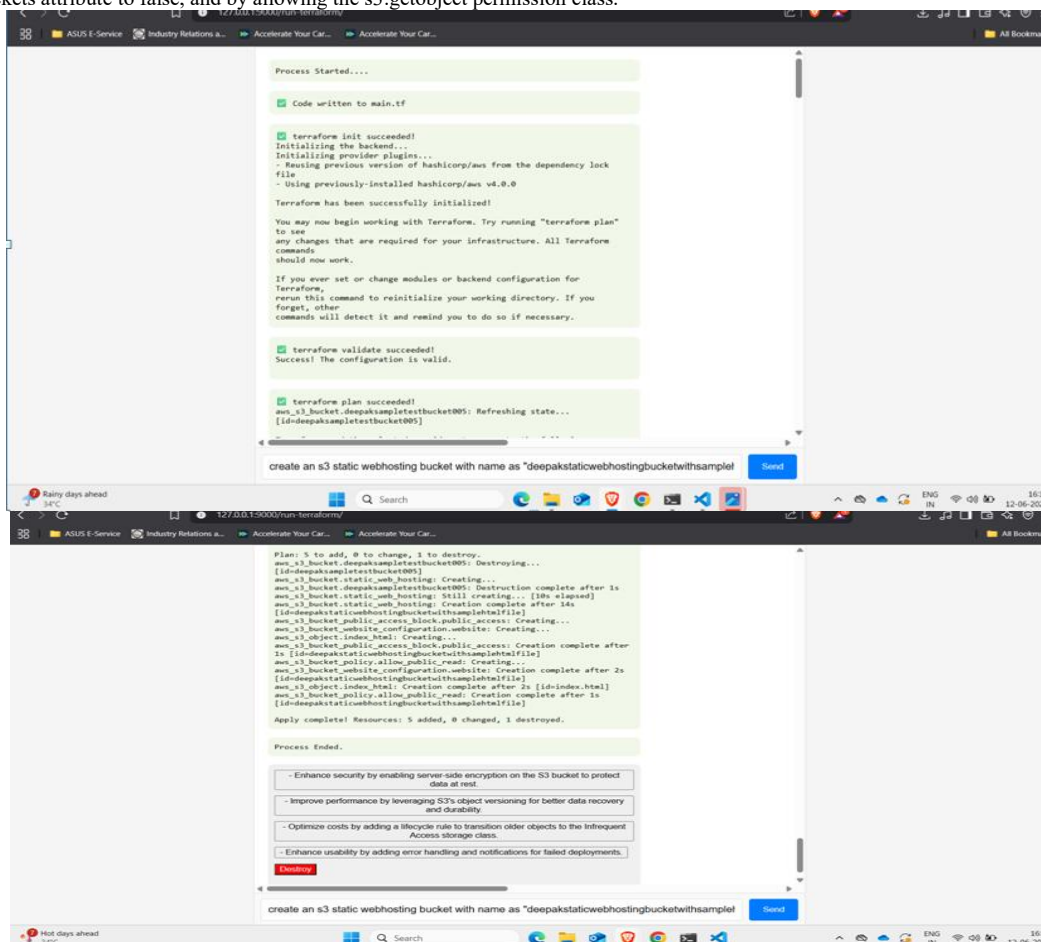 kets attribute to false, and by allowing the s3:getobject permission class.
127.0.0.1:5000/run-terraform/
ASUS E-Service Industry Relations a... Accelerate Your Car... Accelerate Your Car... All Bookma
Process Started....
Code written to main.tf
terraform init succeeded!
Initializing the backend...
Initializing provider plugins...
- Reusing previous version of hashicorp/aws from the dependency lock
file
- Using previously-installed hashicorp/aws v4.0.0
Terraform has been successfully initialized!
You may now begin working with Terraform. Try running "terraform plan"
to see
any changes that are required for your infrastructure. All Terraform
commands
should now work.
If you ever set or change modules or backend configuration for
Terraform,
rerun this command to reinitialize your working directory. If you
forget, other
commands will detect it and remind you to do so if necessary.
terraform validate succeeded!
Success! The configuration is valid.
terraform plan succeeded!
aws_s3_bucket.deepaksampletestbucket005: Refreshing state...
[id=deepaksampletestbucket005]
create an s3 static webhosting bucket with name as "deepakstaticwebhostingbucketwithsampleh
Send
Rainy days ahead
34°C
Search
ENG
IN
16:
12-06-202
127.0.0.1:5000/run-terraform/
ASUS E-Service Industry Relations a... Accelerate Your Car... Accelerate Your Car... All Bookma
Plan: 5 to add, 0 to change, 1 to destroy.
aws_s3_bucket.deepaksampletestbucket005: Destroying...
[id=deepaksampletestbucket005]
aws_s3_bucket.static_web_hosting: Creating...
aws_s3_bucket.deepaksampletestbucket005: Destruction complete after 1s
aws_s3_bucket.static_web_hosting: Still creating... [10s elapsed]
aws_s3_bucket.static_web_hosting: Creation complete after 14s
[id=deepakstaticwebhostingbucketwithsamplehtmlfile]
aws_s3_bucket_public_access_block.public_access: Creating...
aws_s3_bucket_website_configuration.website: Creating...
aws_s3_object.index_html: Creating...
aws_s3_bucket_public_access_block.public_access: Creation complete after
1s [id=deepakstaticwebhostingbucketwithsamplehtmlfile]
aws_s3_bucket_policy.allow_public_read: Creating...
aws_s3_bucket_website_configuration.website: Creation complete after 2s
[id=deepakstaticwebhostingbucketwithsamplehtmlfile]
aws_s3_object.index_html: Creation complete after 2s [id=index.html]
aws_s3_bucket_policy.allow_public_read: Creation complete after 1s
[id=deepakstaticwebhostingbucketwithsamplehtmlfile]
Apply complete! Resources: 5 added, 0 changed, 1 destroyed.
Process Ended.
- Enhance security by enabling server-side encryption on the S3 bucket to protect
data at rest.
- Improve performance by leveraging S3's object versioning for better data recovery
and durability.
- Optimize costs by adding a lifecycle rule to transition older objects to the Infrequent
Access storage class.
- Enhance usability by adding error handling and notifications for failed deployments.
Destroy
create an s3 static webhosting bucket with name as "deepakstaticwebhostingbucketwithsampleh
Send
Hot days ahead
Search
ENG
16: